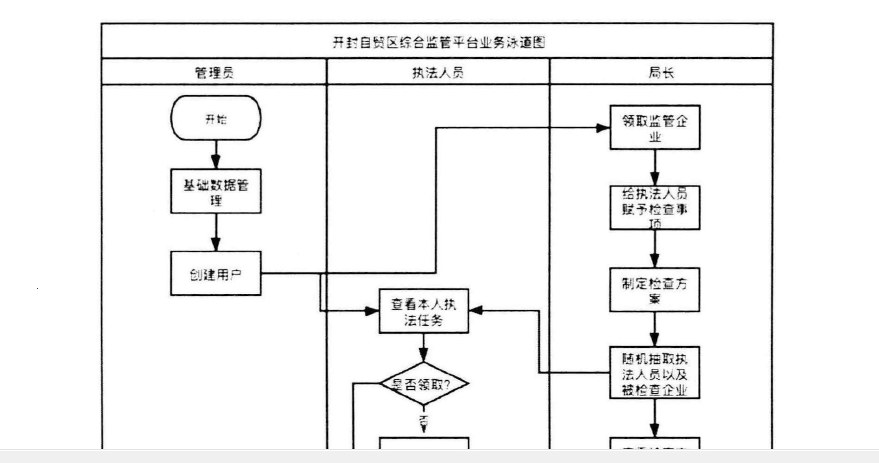 开封自贸区综合监管平台业务泳道图
管理员
执法人员
局长
开始
基础数据管
理
创建用户
查看本人执
法任务
是否领取?
否
领取监管企
业
给执法人员
赋予检查事
项
制定检查方
案
随机抽取执
法人员以及
被检查企业